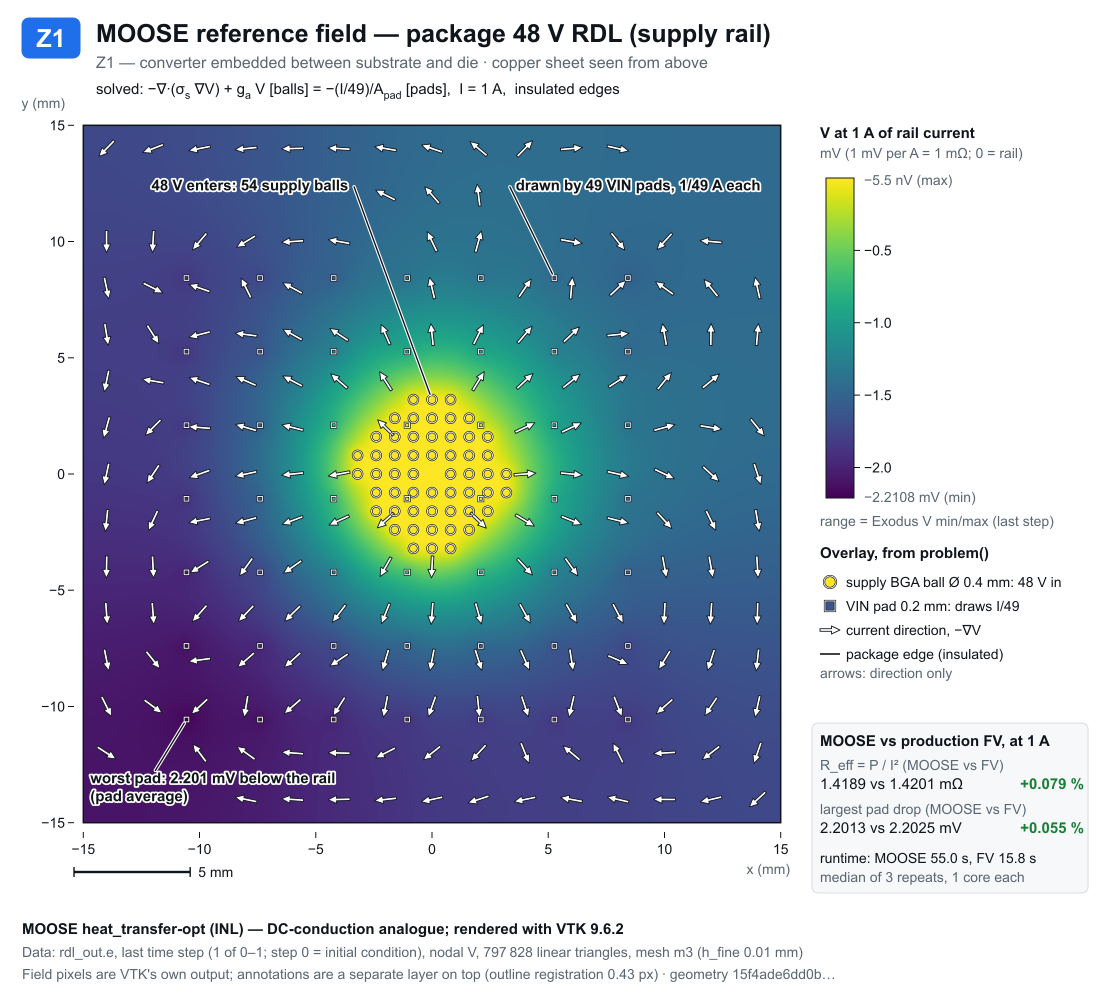 Z1
MOOSE reference field — package 48 V RDL (supply rail)
Z1 — converter embedded between substrate and die · copper sheet seen from above
solved: −∇·(σs ∇V) + ga V [balls] = −(I/49)/Apad [pads], I = 1 A, insulated edges
y (mm)
15
10
5
0
−5
−10
−15
48 V enters: 54 supply balls
drawn by 49 VIN pads, 1/49 A each
worst pad: 2.201 mV below the rail
(pad average)
−15
−10
−5
0
5
10
15
5 mm
x (mm)
V at 1 A of rail current
mV (1 mV per A = 1 mΩ; 0 = rail)
−5.5 nV (max)
−0.5
−1.0
−1.5
−2.0
−2.2108 mV (min)
range = Exodus V min/max (last step)
Overlay, from problem()
supply BGA ball Ø 0.4 mm: 48 V in
VIN pad 0.2 mm: draws I/49
current direction, −∇V
package edge (insulated)
arrows: direction only
MOOSE vs production FV, at 1 A
R_eff = P / I² (MOOSE vs FV)
1.4189 vs 1.4201 mΩ +0.079 %
largest pad drop (MOOSE vs FV)
2.2013 vs 2.2025 mV +0.055 %
runtime: MOOSE 55.0 s, FV 15.8 s
median of 3 repeats, 1 core each
MOOSE heat_transfer-opt (INL) — DC-conduction analogue; rendered with VTK 9.6.2
Data: rdl_out.e, last time step (1 of 0–1; step 0 = initial condition), nodal V, 797 828 linear triangles, mesh m3 (h_fine 0.01 mm)
Field pixels are VTK's own output; annotations are a separate layer on top (outline registration 0.43 px) · geometry 15f4ade6dd0b…